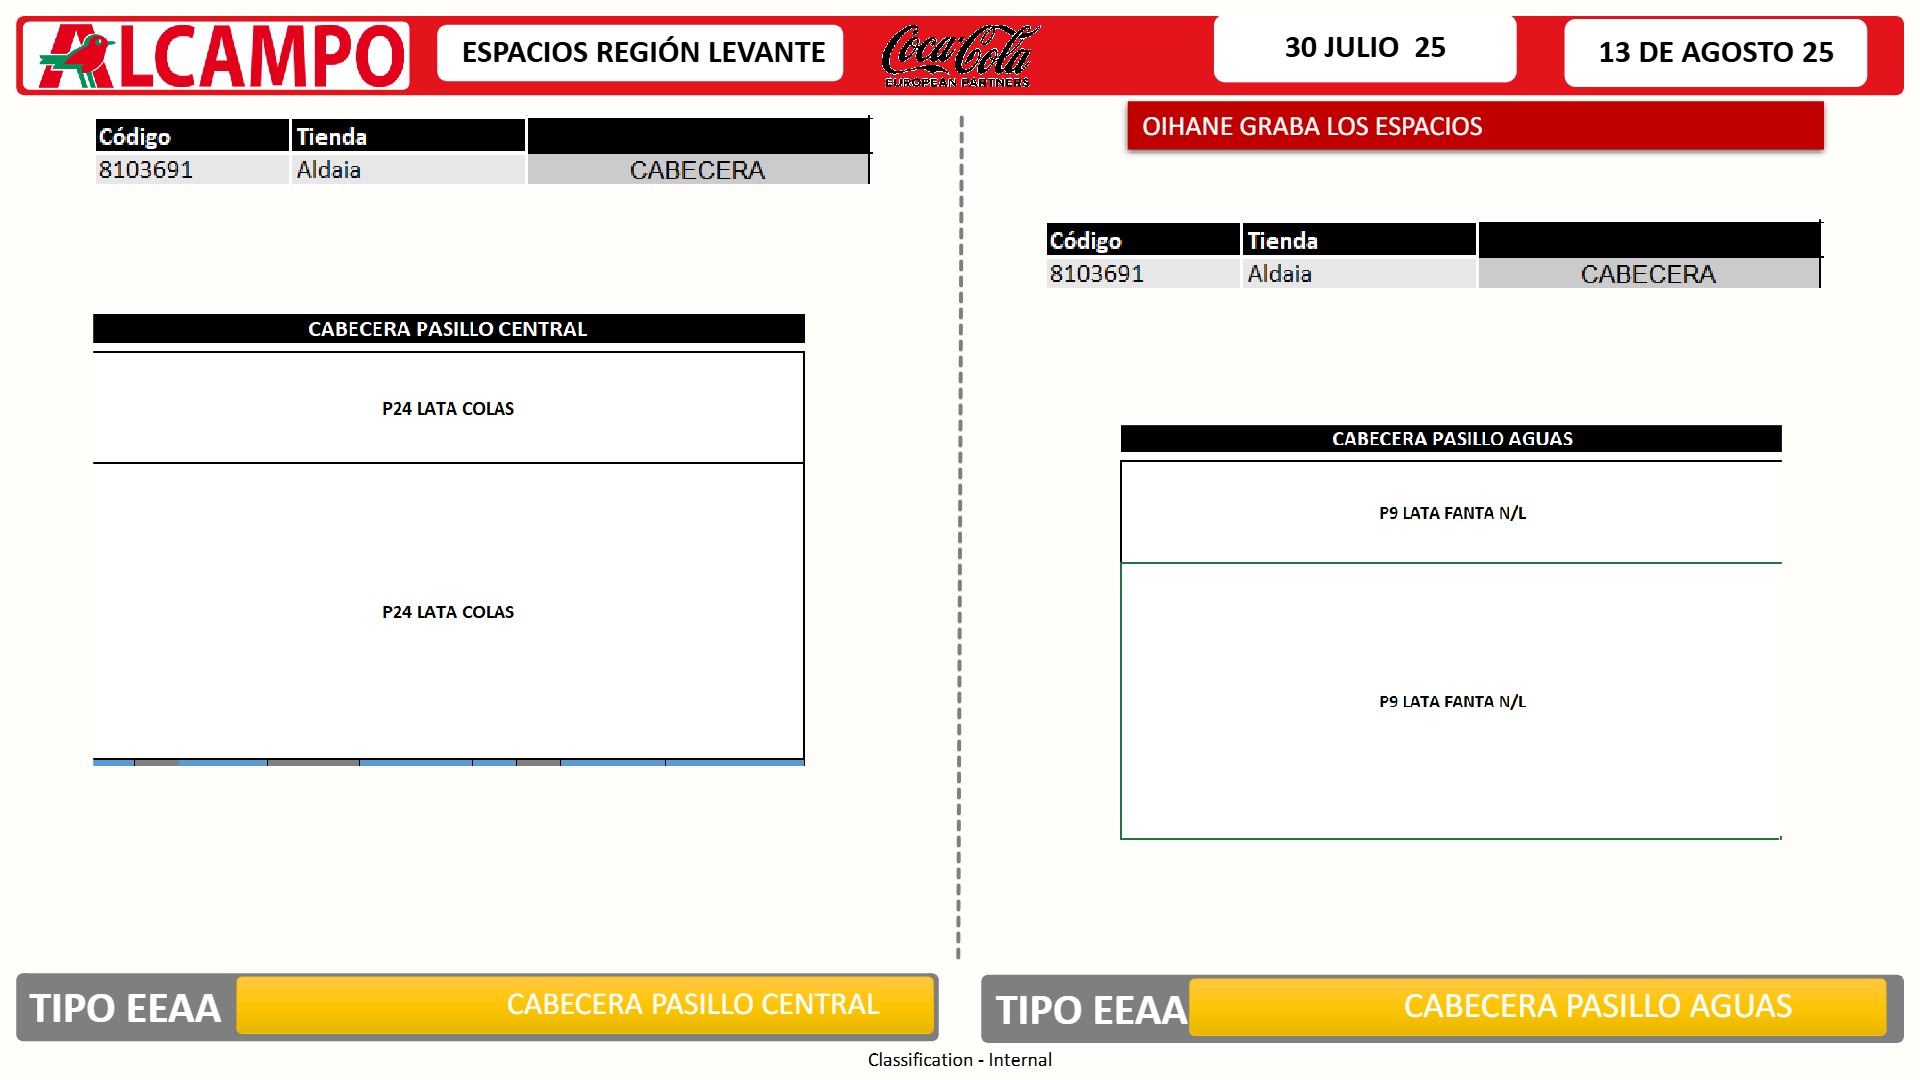 ALCAMPO
ESPACIOS REGIÓN LEVANTE
Coca-Cola
EUROPEAN PARTNERS
30 JULIO 25
13 DE AGOSTO 25
Código Tienda
8103691 Aldaia CABECERA
CABECERA PASILLO CENTRAL
P24 LATA COLAS
P24 LATA COLAS
TIPO EEAA CABECERA PASILLO CENTRAL
OIHANE GRABA LOS ESPACIOS
Código Tienda
8103691 Aldaia CABECERA
CABECERA PASILLO AGUAS
P9 LATA FANTA N/L
P9 LATA FANTA N/L
TIPO EEAA CABECERA PASILLO AGUAS
Classification - Internal